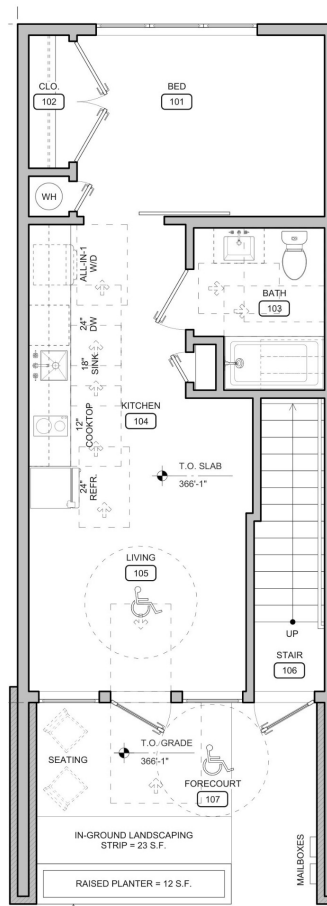 CLO.
102
BED
101
WH
ALL-IN-1
W/D
24"
DW
18"
SINK
12"
COOKTOP
24"
REFR.
BATH
103
KITCHEN
104
T.O. SLAB
366'-1"
LIVING
105
UP
STAIR
106
SEATING
T.O. GRADE
366'-1"
FORECOURT
107
IN-GROUND LANDSCAPING
STRIP = 23 S.F.
RAISED PLANTER = 12 S.F.
MAILBOXES